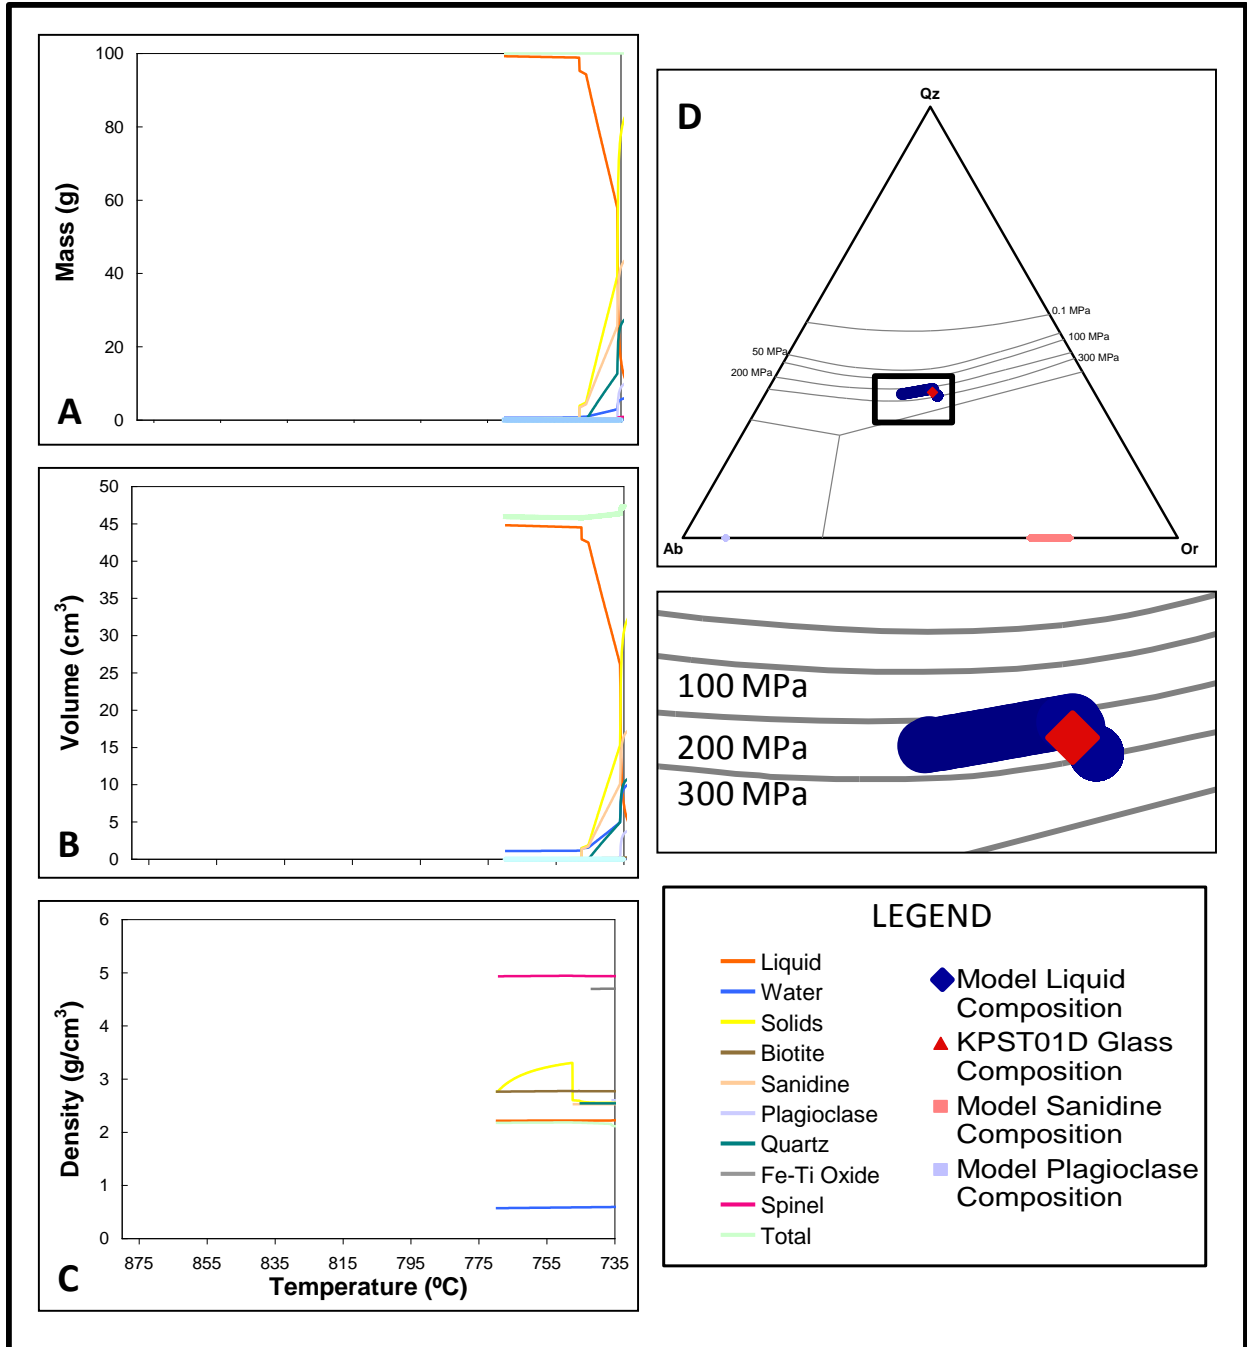 100
80
60
40
20
0
Mass (g)
A
50
45
40
35
30
25
20
15
10
5
0
Volume (cm³)
B
6
5
4
3
2
1
0
Density (g/cm³)
875 855 835 815 795 775 755 735
Temperature (ºC)
C
D
Qz
0.1 MPa
100 MPa
50 MPa
300 MPa
200 MPa
Ab
Or
100 MPa
200 MPa
300 MPa
LEGEND
Liquid
Water
Solids
Biotite
Sanidine
Plagioclase
Quartz
Fe-Ti Oxide
Spinel
Total
Model Liquid
Composition
KPST01D Glass
Composition
Model Sanidine
Composition
Model Plagioclase
Composition